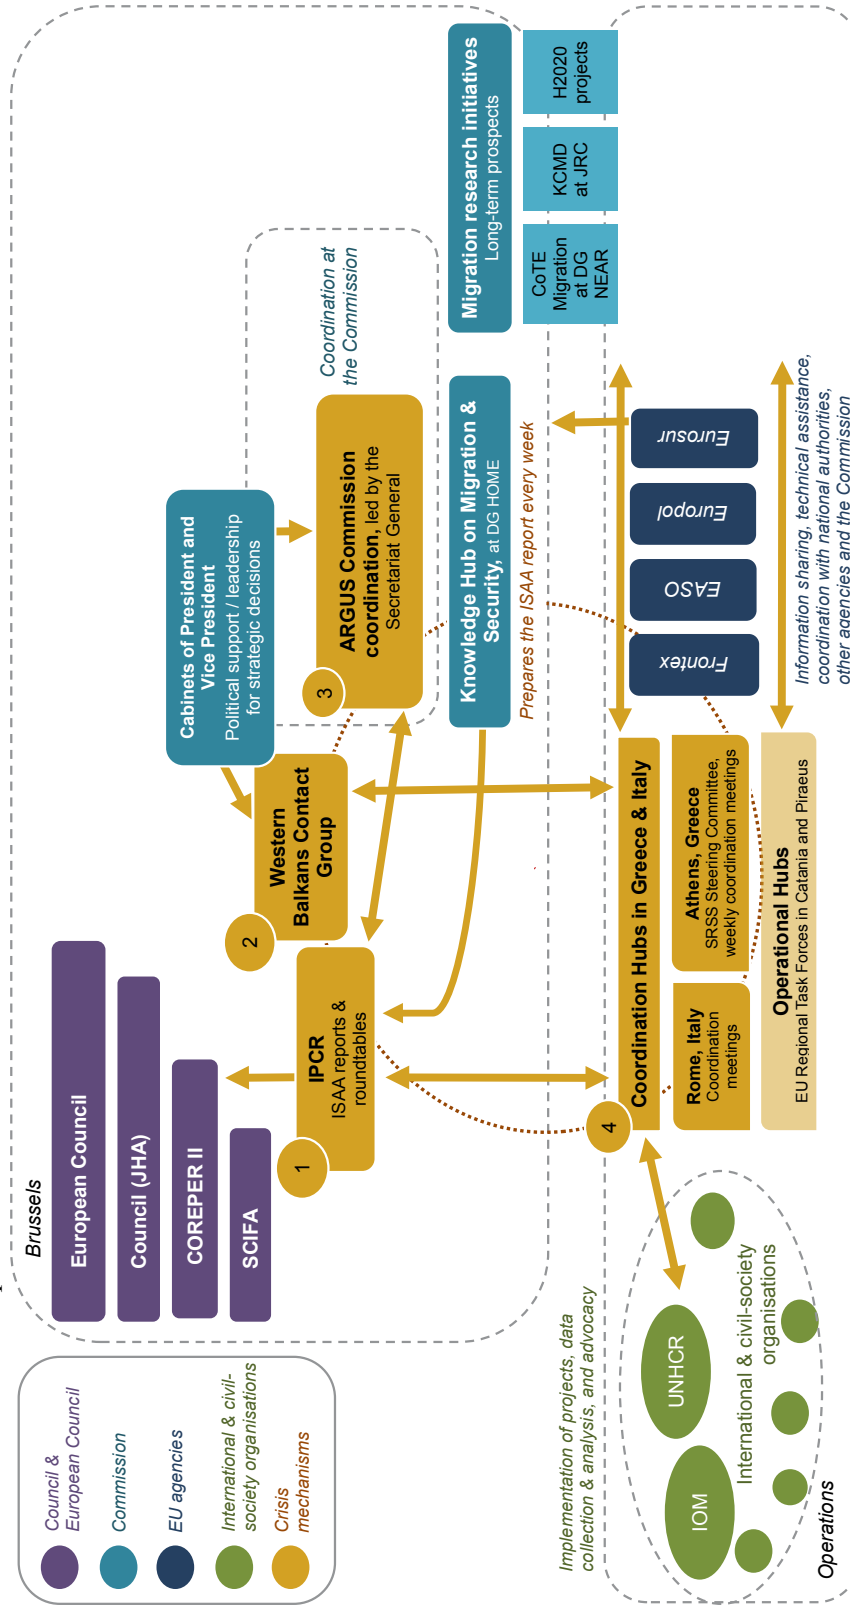 Council &
European Council
Commission
EU agencies
International & civil-
society organisations
Crisis
mechanisms
Brussels
European Council
Council (JHA)
COREPER II
SCIFA
1
IPCR
ISAA reports &
roundtables
2
Western
Balkans Contact
Group
Cabinets of President and
Vice President
Political support / leadership
for strategic decisions
3
ARGUS Commission
coordination, led by the
Secretariat General
Coordination at
the Commission
Knowledge Hub on Migration &
Security, at DG HOME
Prepares the ISAA report every week
Migration research initiatives
Long-term prospects
CoTE
Migration
at DG
NEAR
KCMD
at JRC
H2020
projects
Implementation of projects, data
collection & analysis, and advocacy
IOM
UNHCR
International & civil-society
organisations
Operations
4
Coordination Hubs in Greece & Italy
Rome, Italy
Coordination
meetings
Athens, Greece
SRSS Steering Committee,
weekly coordination meetings
Operational Hubs
EU Regional Task Forces in Catania and Piraeus
Frontex
EASO
Europol
Eurosur
Information sharing, technical assistance,
coordination with national authorities,
other agencies and the Commission